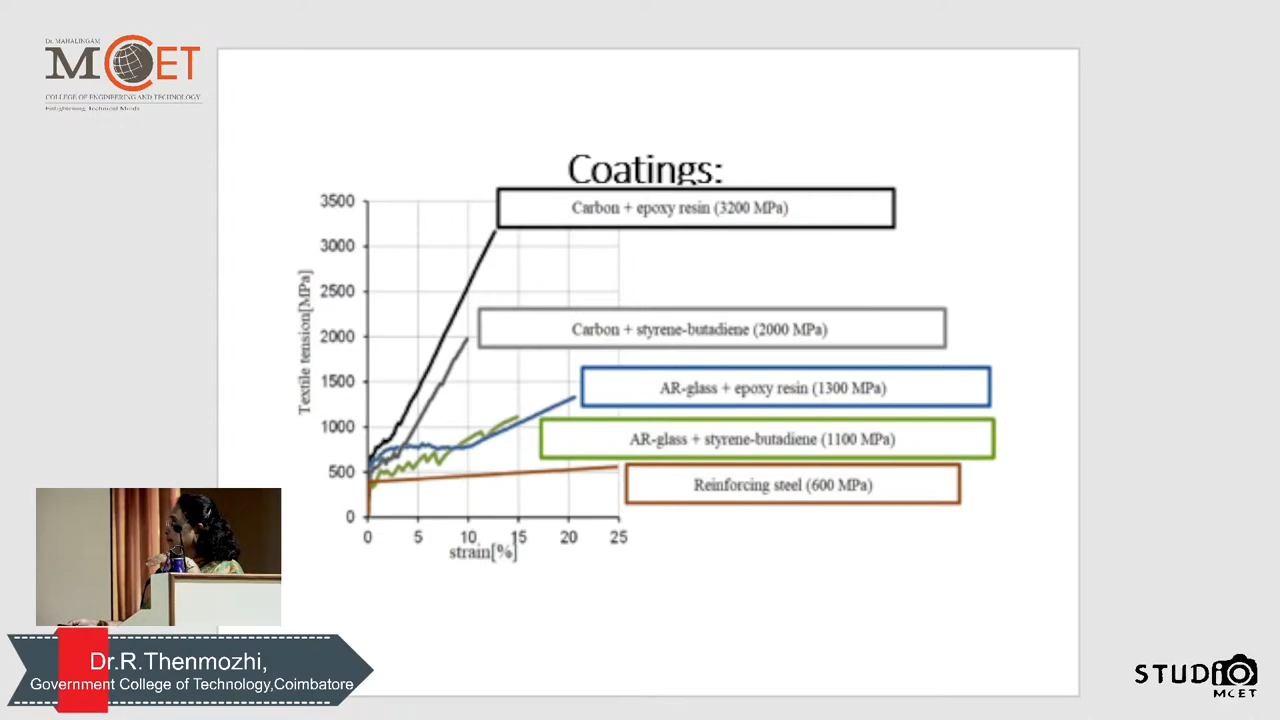 Dr. MAHALINGAM
MCET
COLLEGE OF ENGINEERING AND TECHNOLOGY
Enlightening Technical Minds
Coatings:
3500
3000
2500
2000
1500
1000
500
0
Textile tension[MPa]
Carbon + epoxy resin (3200 MPa)
Carbon + styrene-butadiene (2000 MPa)
AR-glass + epoxy resin (1300 MPa)
AR-glass + styrene-butadiene (1100 MPa)
Reinforcing steel (600 MPa)
0 5 10 15 20 25
strain[%]
Dr.R.Thenmozhi,
Government College of Technology,Coimbatore
STUDIO
MCET